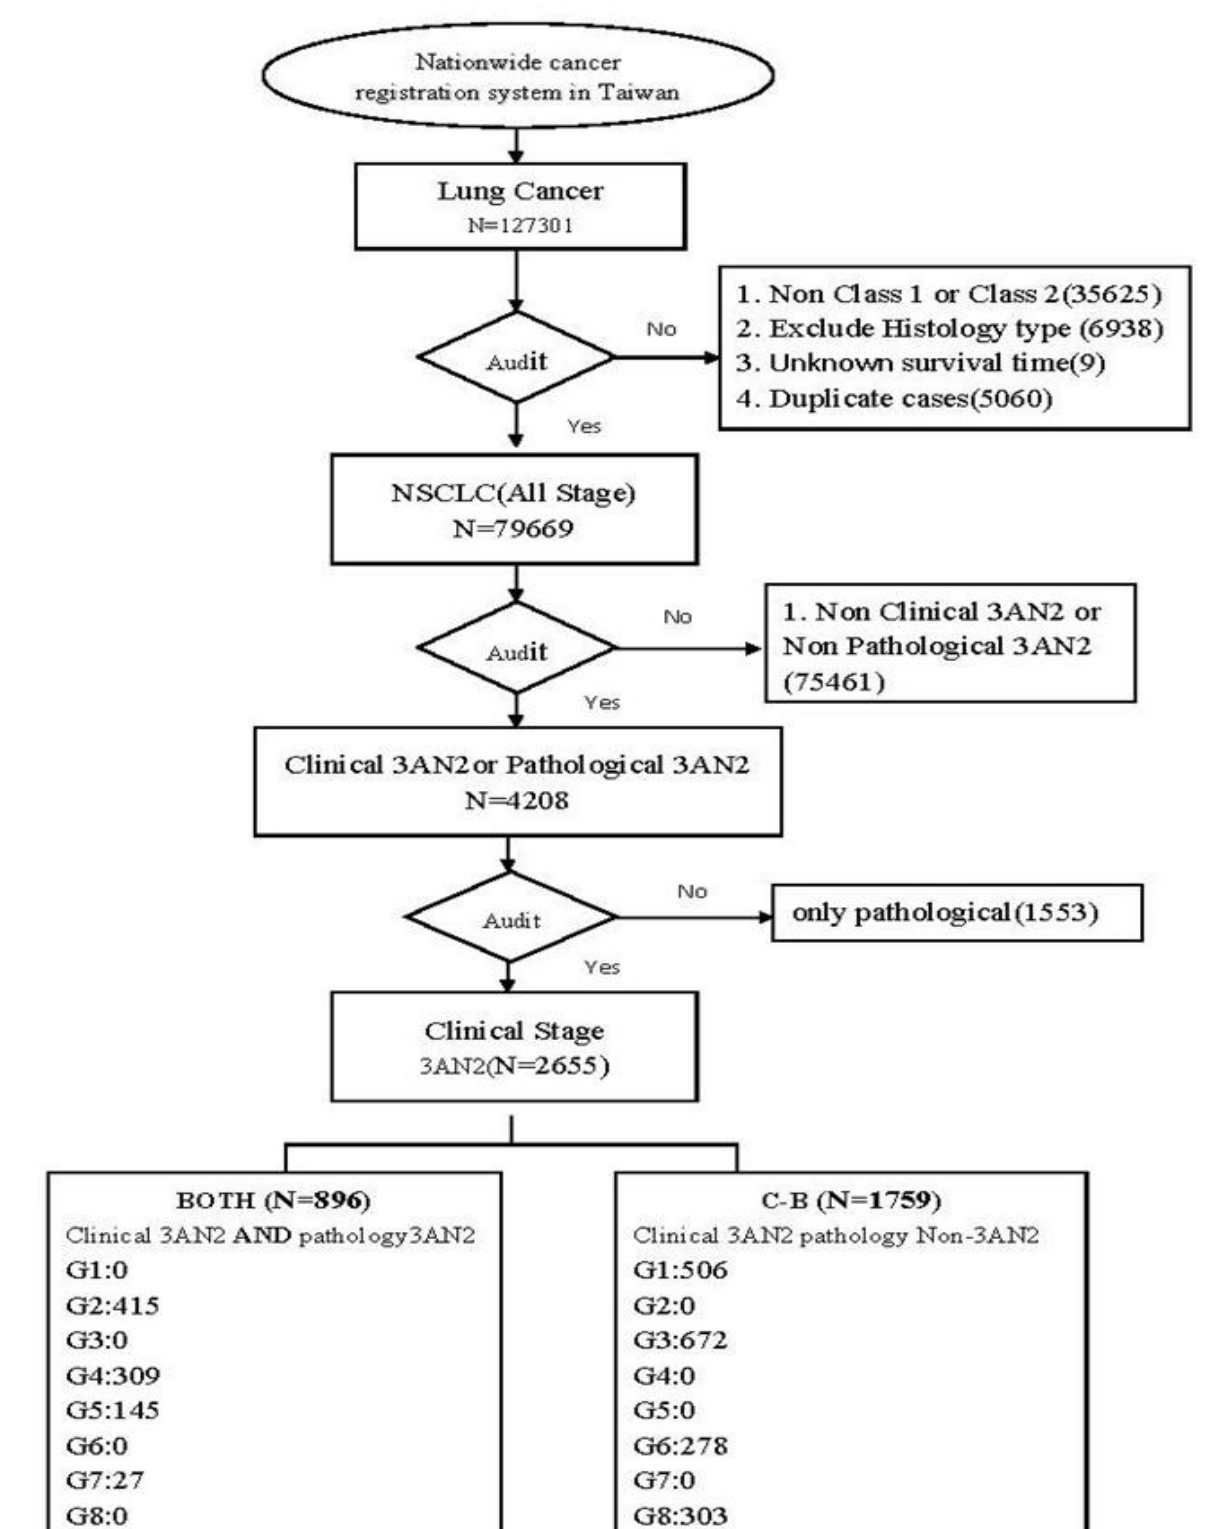 Nationwide cancer
registration system in Taiwan
Lung Cancer
N=127301
Audit
No
1. Non Class 1 or Class 2(35625)
2. Exclude Histology type (6938)
3. Unknown survival time(9)
4. Duplicate cases(5060)
Yes
NSCLC(All Stage)
N=79669
Audit
No
1. Non Clinical 3AN2 or
Non Pathological 3AN2
(75461)
Yes
Clinical 3AN2or Pathological 3AN2
N=4208
Audit
No
only pathological(1553)
Yes
Clinical Stage
3AN2(N=2655)
BOTH (N=896)
Clinical 3AN2 AND pathology3AN2
G1:0
G2:415
G3:0
G4:309
G5:145
G6:0
G7:27
G8:0
C-B (N=1759)
Clinical 3AN2 pathology Non-3AN2
G1:506
G2:0
G3:672
G4:0
G5:0
G6:278
G7:0
G8:303